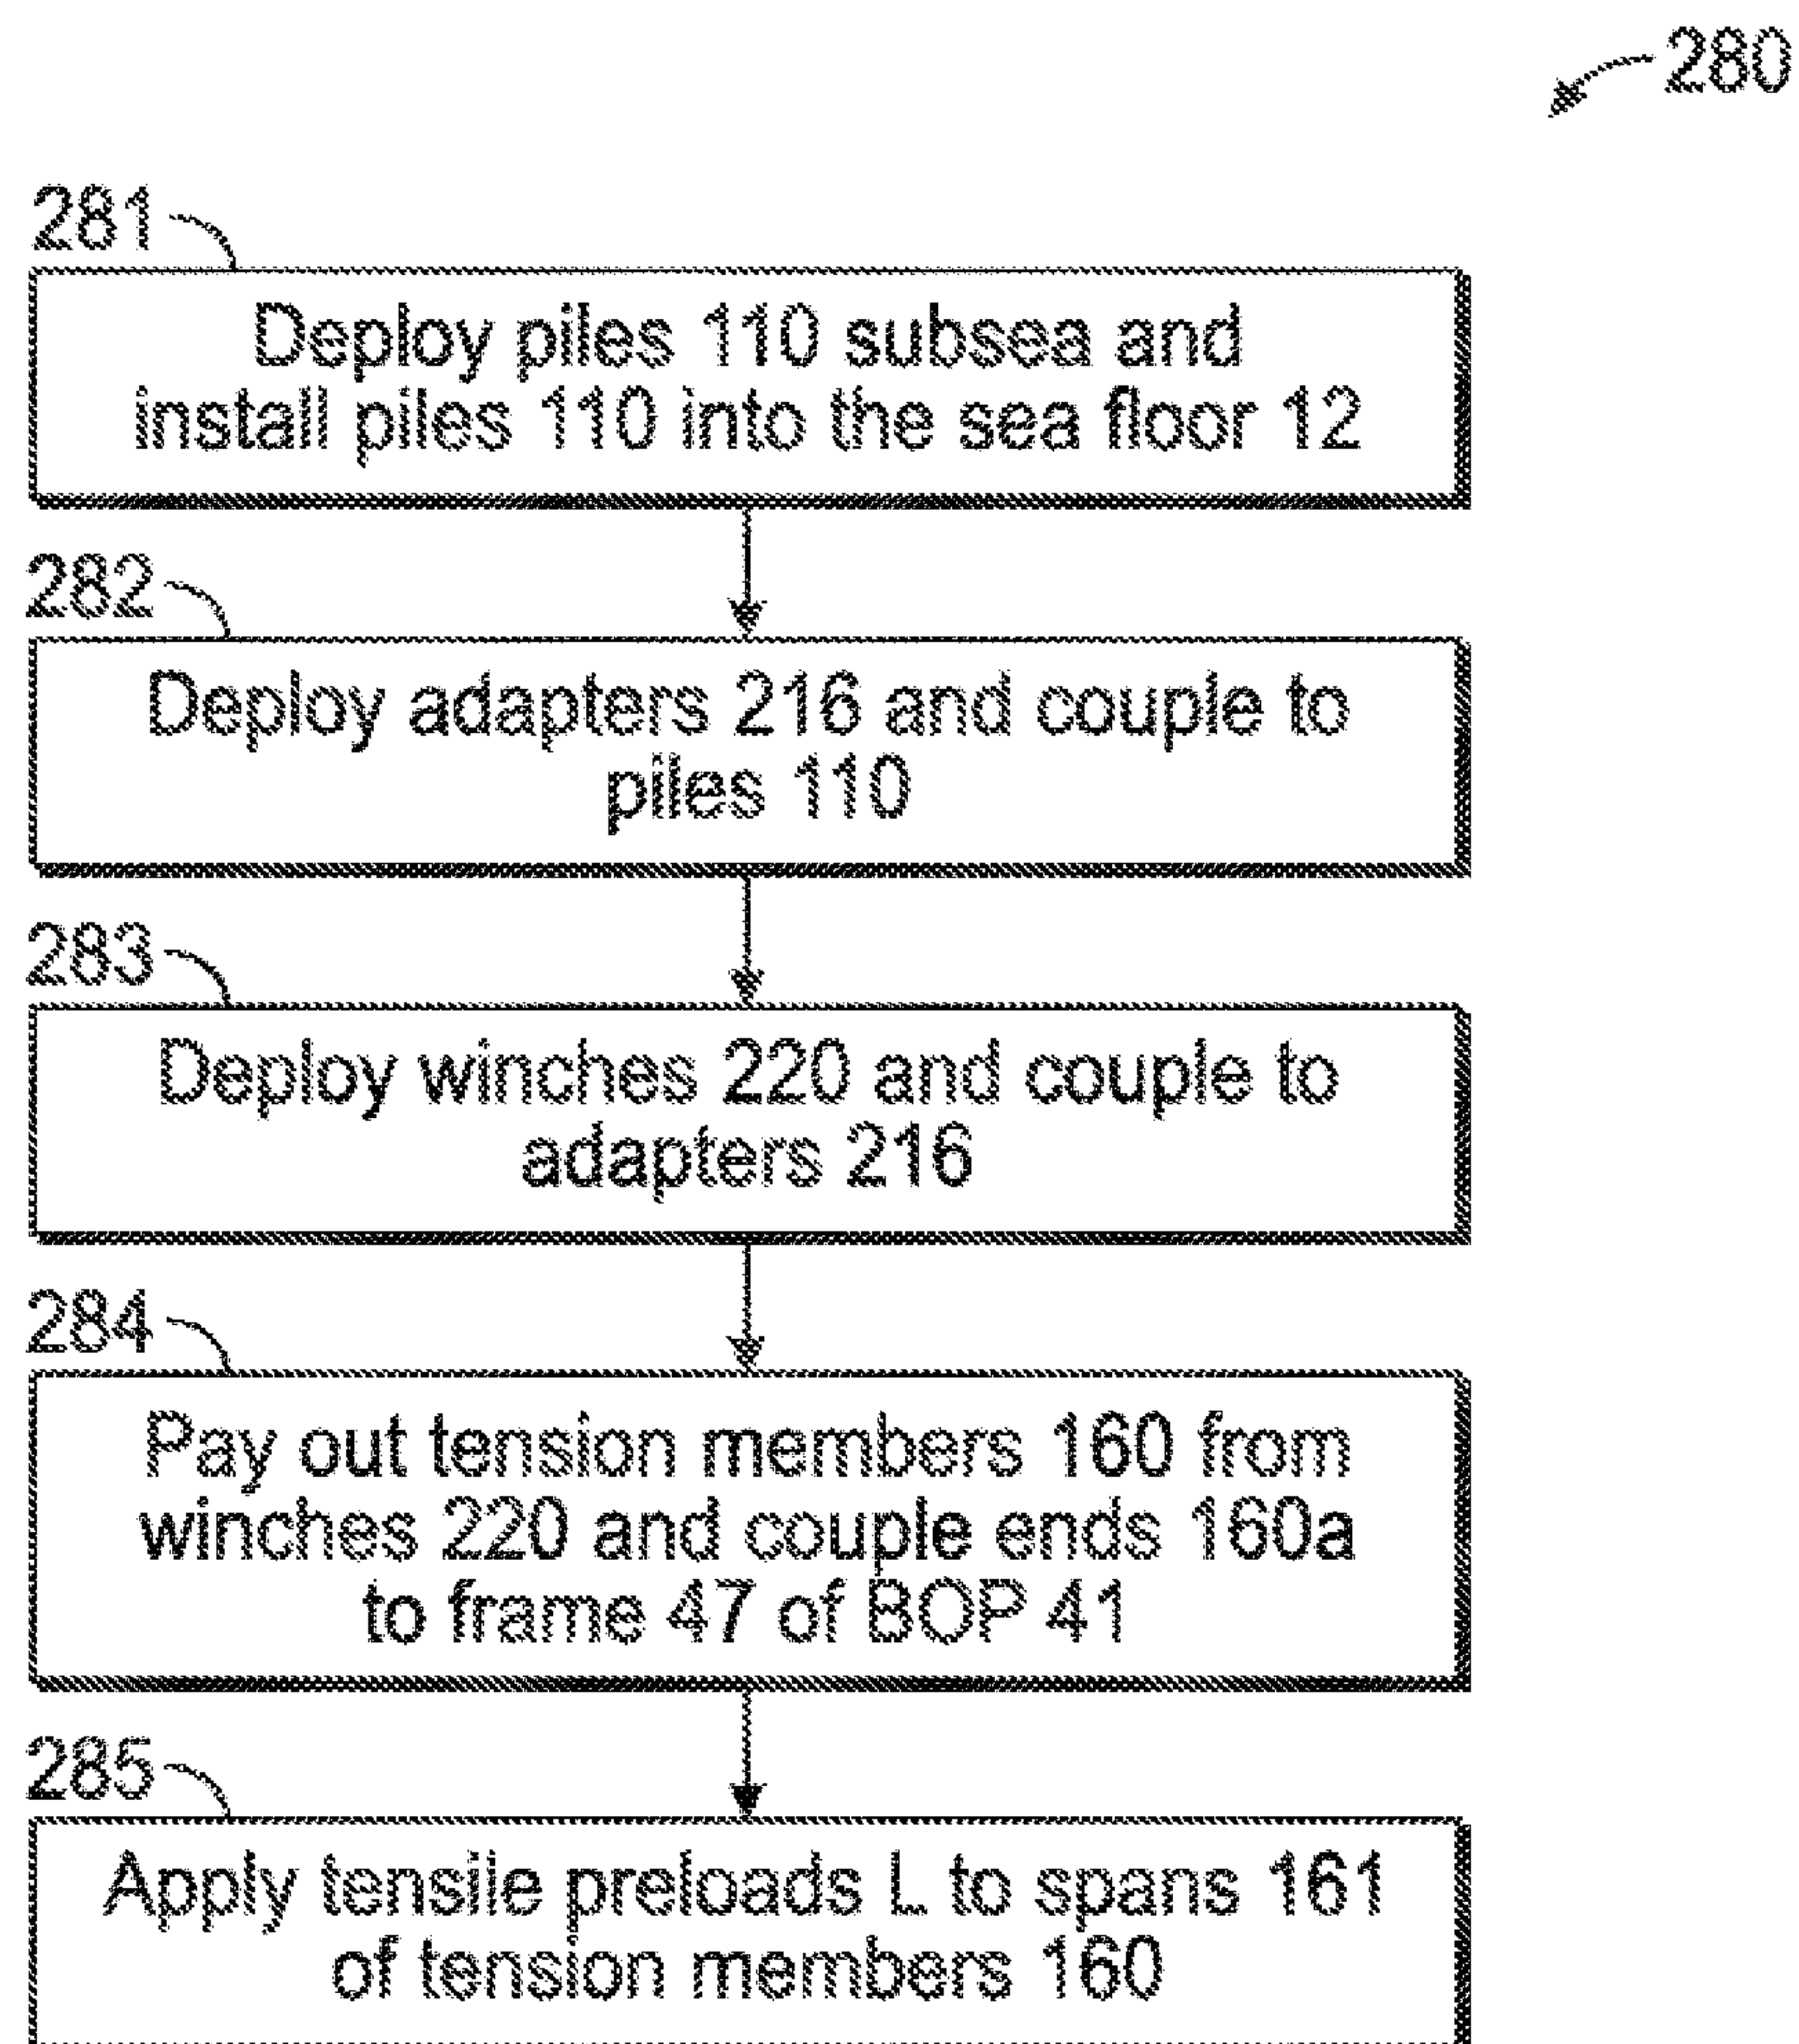 280
281
Deploy piles 110 subsea and
install piles 110 into the sea floor 12
282
Deploy adapters 216 and couple to
piles 110
283
Deploy winches 220 and couple to
adapters 216
284
Pay out tension members 160 from
winches 220 and couple ends 160a
to frame 47 of BOP 41
285
Apply tensile preloads L to spans 161
of tension members 160